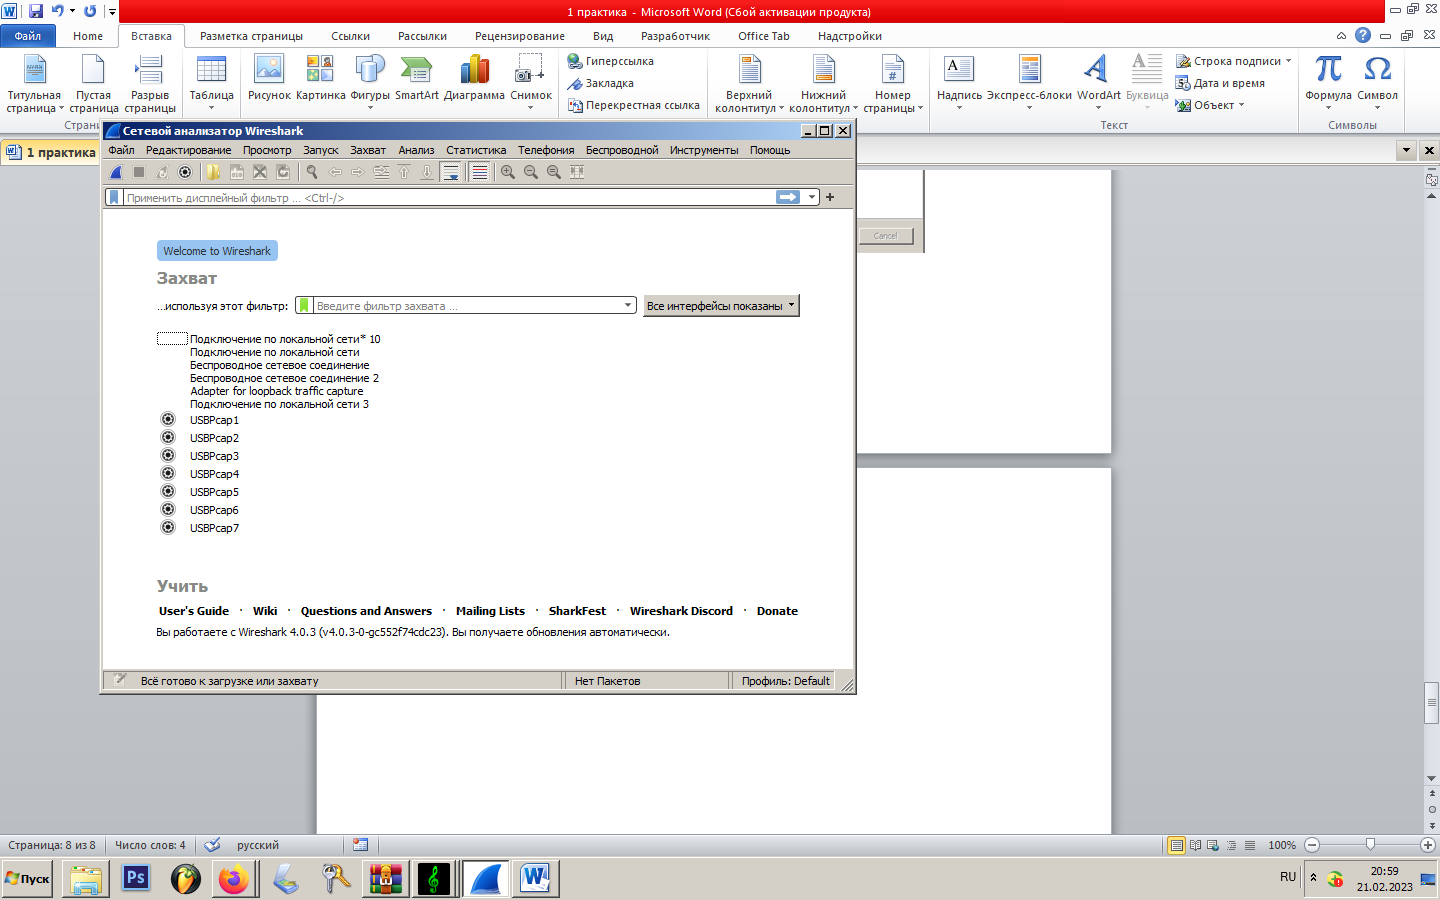 1 практика - Microsoft Word (Сбой активации продукта)
Файл Home Вставка Разметка страницы Ссылки Рассылки Рецензирование Вид Разработчик Office Tab Надстройки
Титульная страница
Пустая страница
Разрыв страницы
Таблица
Рисунок
Картинка
Фигуры
SmartArt
Диаграмма
Снимок
Гиперссылка
Закладка
Перекрестная ссылка
Верхний колонтитул
Нижний колонтитул
Номер страницы
Надпись
Экспресс-блоки
WordArt
Буквица
Строка подписи
Дата и время
Объект
Формула
Символ
Текст
Символы
1 практика
Сетевой анализатор Wireshark
Файл Редактирование Просмотр Запуск Захват Анализ Статистика Телефония Беспроводной Инструменты Помощь
Применить дисплейный фильтр ... <Ctrl-/>
Cancel
Welcome to Wireshark
Захват
...используя этот фильтр: Введите фильтр захвата ... Все интерфейсы показаны
Подключение по локальной сети* 10
Подключение по локальной сети
Беспроводное сетевое соединение
Беспроводное сетевое соединение 2
Adapter for loopback traffic capture
Подключение по локальной сети 3
USBPcap1
USBPcap2
USBPcap3
USBPcap4
USBPcap5
USBPcap6
USBPcap7
Учить
User's Guide · Wiki · Questions and Answers · Mailing Lists · SharkFest · Wireshark Discord · Donate
Вы работаете с Wireshark 4.0.3 (v4.0.3-0-gc552f74cdc23). Вы получаете обновления автоматически.
Всё готово к загрузке или захвату Нет Пакетов Профиль: Default
Страница: 8 из 8 Число слов: 4 русский 100%
Пуск
RU
20:59
21.02.2023